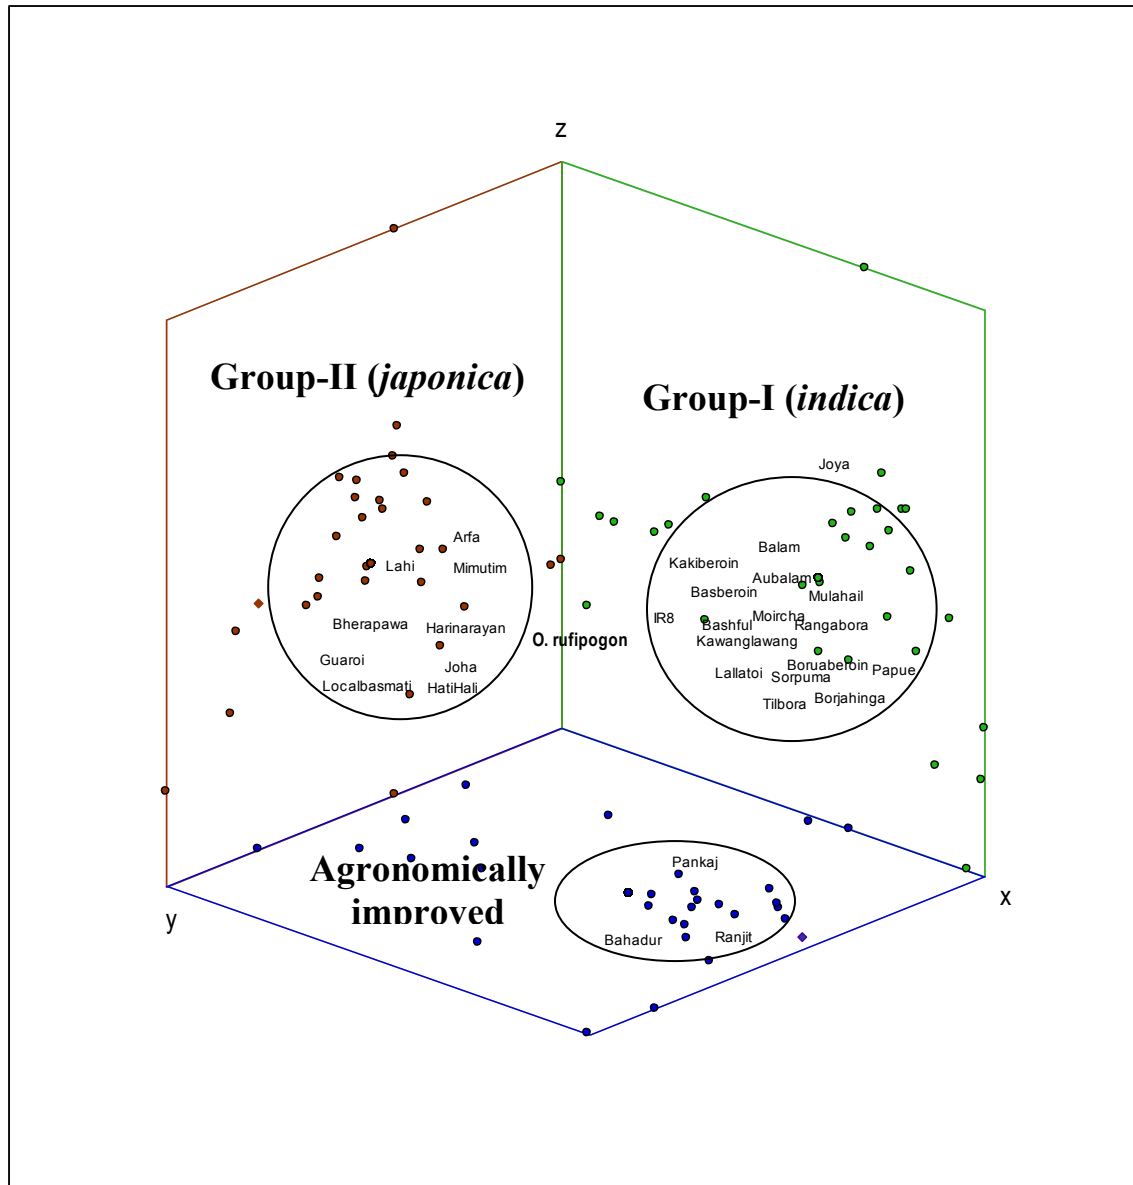 z
Group-II (japonica)
Group-I (indica)
Joya
Arfa
Lahi
Mimutim
Bherapawa
Harinarayan
Guaroi
Joha
Localbasmati
HatiHali
O. rufipogon
Balam
Kakiberoin
Aubalam
Basberoin
Mulahail
IR8
Moircha
Bashful
Rangabora
Kawanglawang
Boruaberoin
Lallatoi
Papue
Sorpuma
Borjahinga
Tilbora
Agronomically
improved
Pankaj
Bahadur
Ranjit
y
x